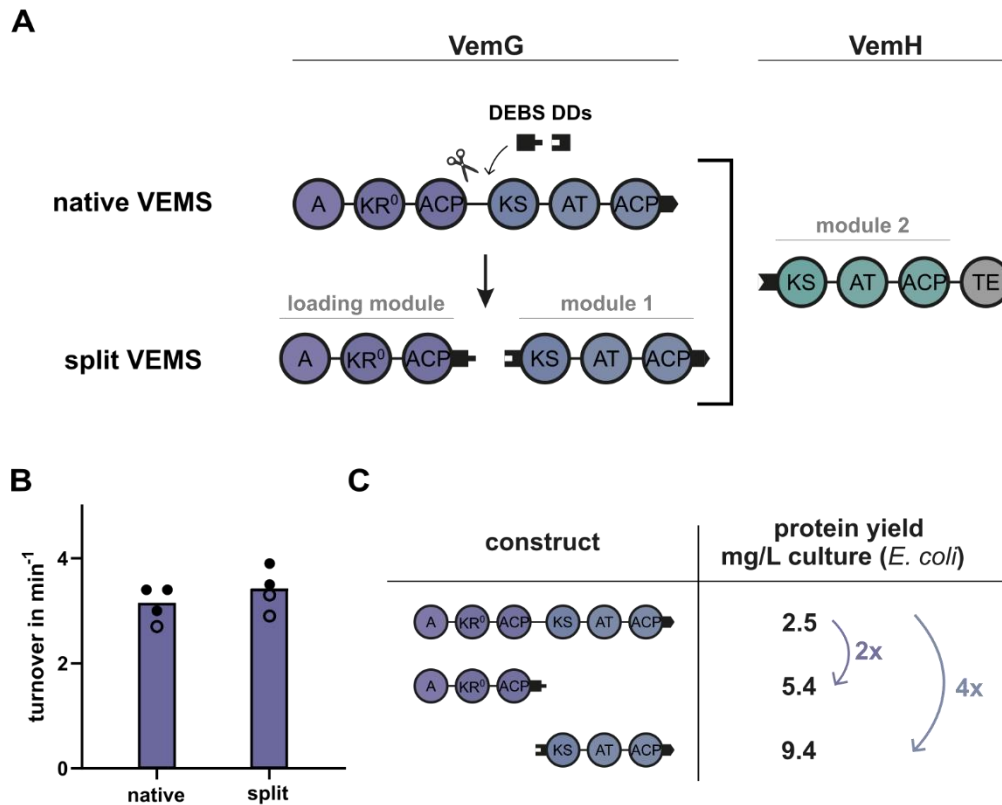 A
VemG
VemH
DEBS DDs
native VEMS
A KR⁰ ACP KS AT ACP
module 2
KS AT ACP TE
loading module
module 1
split VEMS
A KR⁰ ACP KS AT ACP
B
turnover in min⁻¹
4
2
0
native
split
C
construct
protein yield
mg/L culture (E. coli)
A KR⁰ ACP KS AT ACP
2.5
2x
A KR⁰ ACP
5.4
4x
KS AT ACP
9.4